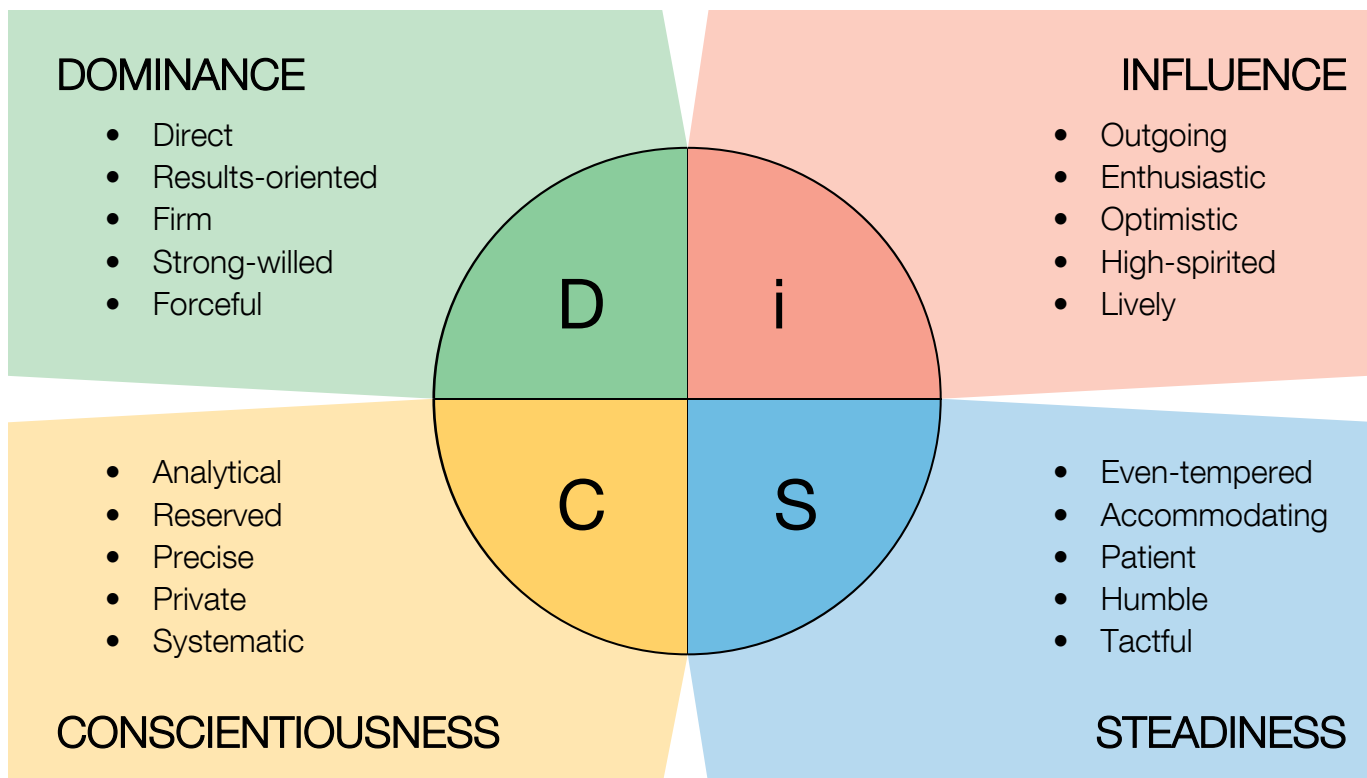 DOMINANCE
• Direct
• Results-oriented
• Firm
• Strong-willed
• Forceful
INFLUENCE
• Outgoing
• Enthusiastic
• Optimistic
• High-spirited
• Lively
D
i
C
S
• Analytical
• Reserved
• Precise
• Private
• Systematic
CONSCIENTIOUSNESS
• Even-tempered
• Accommodating
• Patient
• Humble
• Tactful
STEADINESS